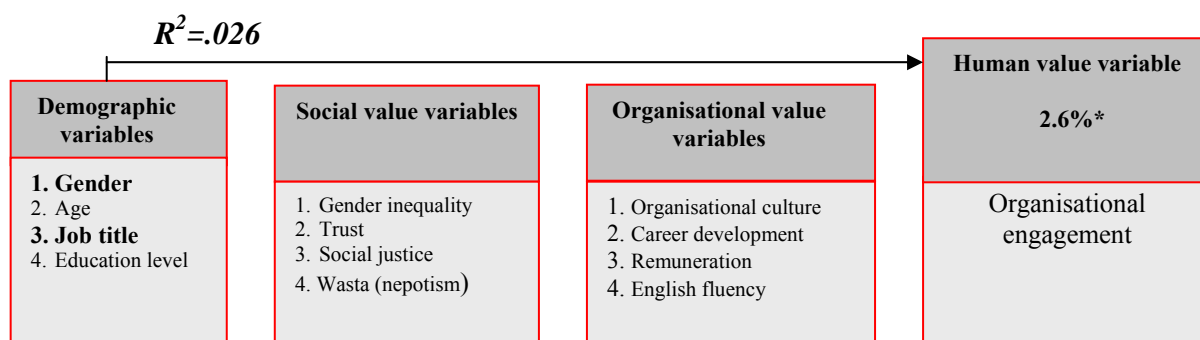 R²=.026
Demographic
variables
1. Gender
2. Age
3. Job title
4. Education level
Social value variables
1. Gender inequality
2. Trust
3. Social justice
4. Wasta (nepotism)
Organisational value
variables
1. Organisational culture
2. Career development
3. Remuneration
4. English fluency
Human value variable
2.6%*
Organisational
engagement